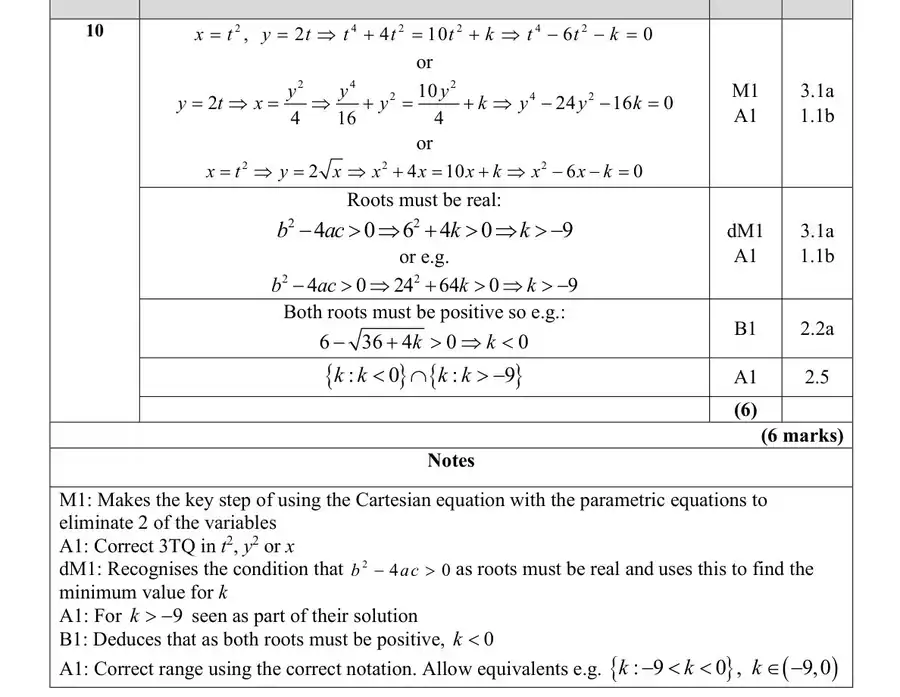 10
x = t², y = 2t ⇒ t⁴ + 4t² = 10t² + k ⇒ t⁴ − 6t² − k = 0
or
y = 2t ⇒ x = y²/4 ⇒ y⁴/16 + y² = 10y²/4 + k ⇒ y⁴ − 24y² − 16k = 0
or
x = t² ⇒ y = 2√x ⇒ x² + 4x = 10x + k ⇒ x² − 6x − k = 0
M1
A1
3.1a
1.1b
Roots must be real:
b² − 4ac > 0 ⇒ 6² + 4k > 0 ⇒ k > −9
or e.g.
b² − 4ac > 0 ⇒ 24² + 64k > 0 ⇒ k > −9
dM1
A1
3.1a
1.1b
Both roots must be positive so e.g.:
6 − √(36 + 4k) > 0 ⇒ k < 0
B1
2.2a
{k : k < 0} ∩ {k : k > −9}
A1
2.5
(6)
(6 marks)
Notes
M1: Makes the key step of using the Cartesian equation with the parametric equations to
eliminate 2 of the variables
A1: Correct 3TQ in t², y² or x
dM1: Recognises the condition that b² − 4ac > 0 as roots must be real and uses this to find the
minimum value for k
A1: For k > −9 seen as part of their solution
B1: Deduces that as both roots must be positive, k < 0
A1: Correct range using the correct notation. Allow equivalents e.g. {k : −9 < k < 0}, k ∈ (−9, 0)